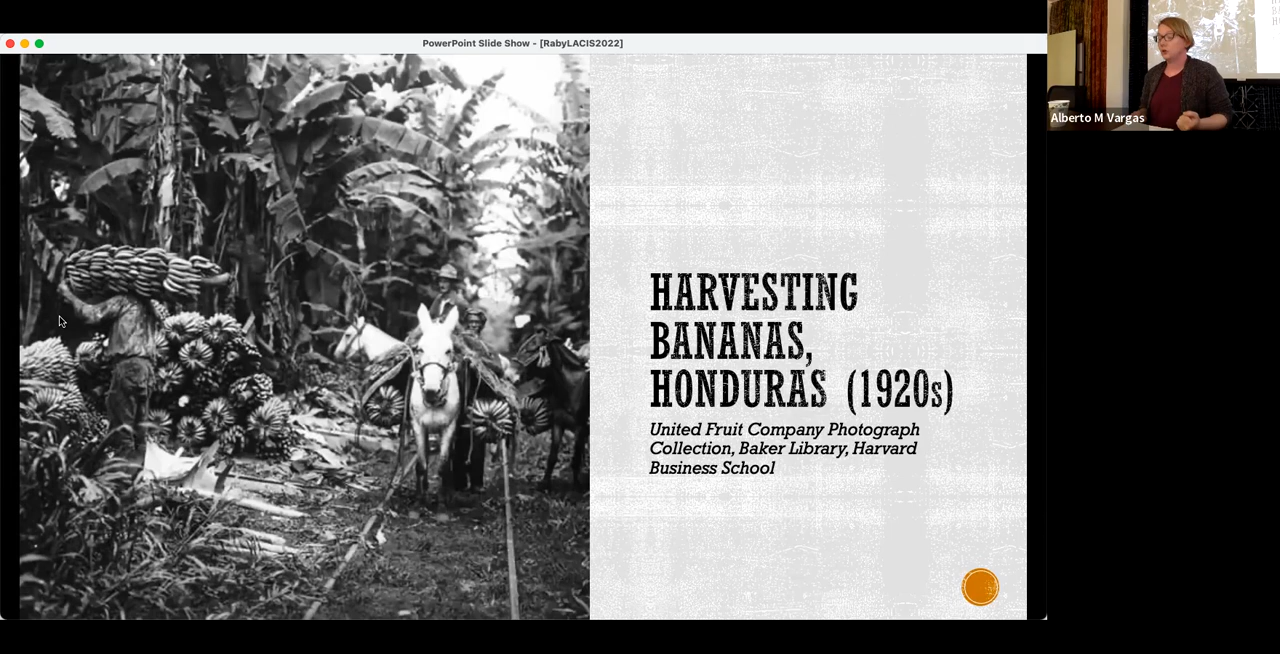 PowerPoint Slide Show - [RabyLACIS2022]
HARVESTING
BANANAS,
HONDURAS (1920s)
United Fruit Company Photograph
Collection, Baker Library, Harvard
Business School
Alberto M Vargas